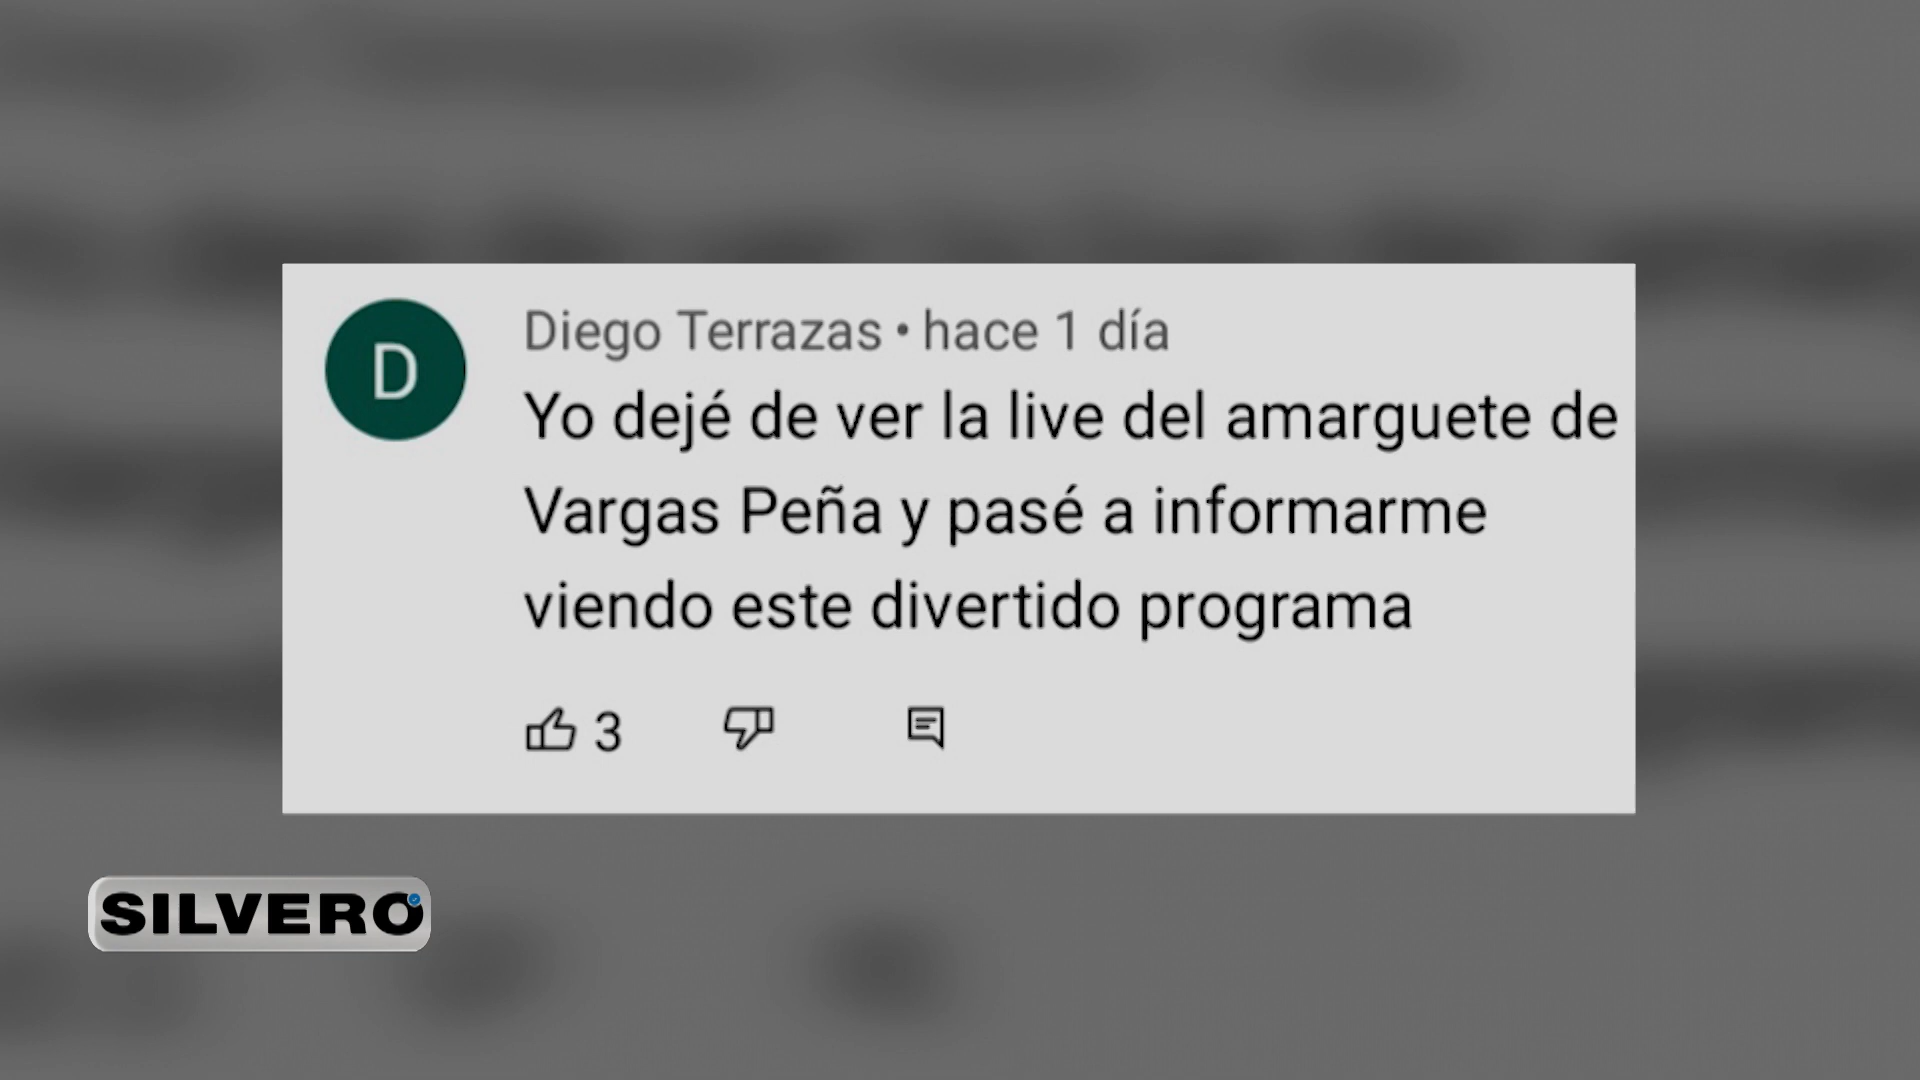 D
Diego Terrazas • hace 1 día
Yo dejé de ver la live del amarguete de
Vargas Peña y pasé a informarme
viendo este divertido programa
3
SILVERO